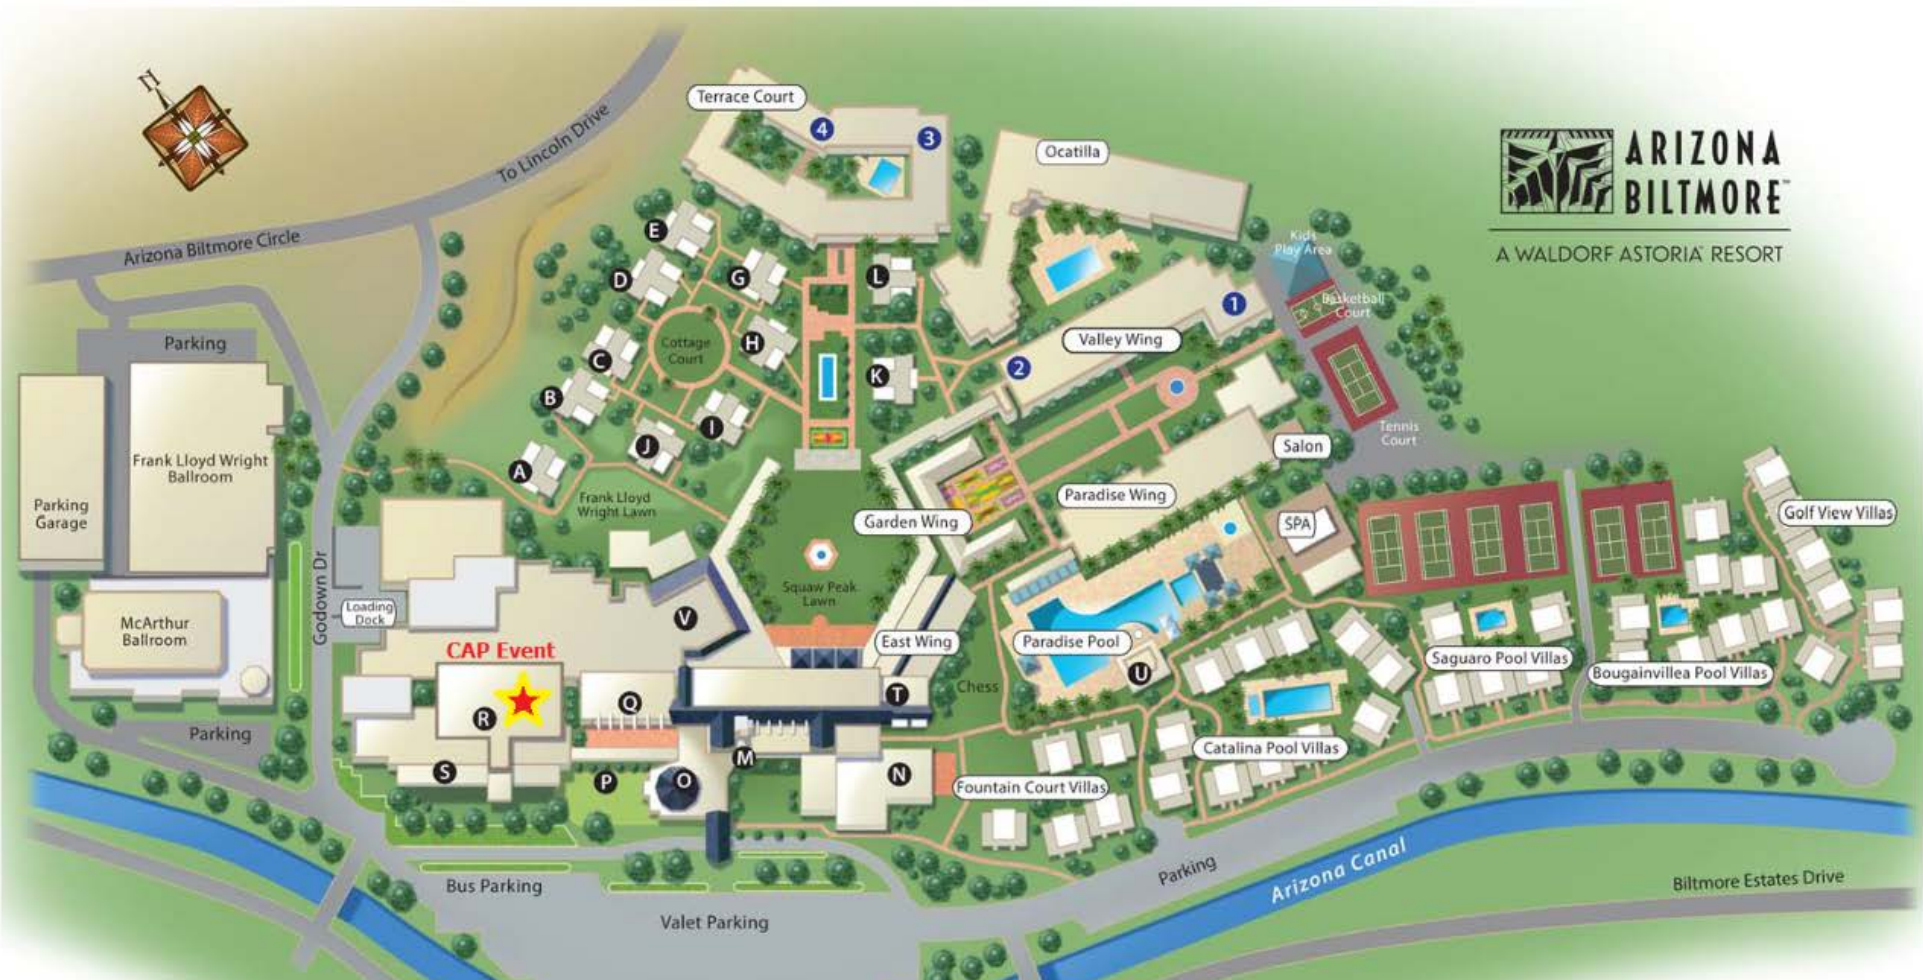 N
To Lincoln Drive
Arizona Biltmore Circle
Terrace Court
4
3
Ocatilla
ARIZONA
BILTMORE™
A WALDORF ASTORIA® RESORT
Kids
Play Area
Basketball
Court
Tennis
Court
E
D
G
L
C
H
Cottage
Court
B
K
J
I
A
1
2
Valley Wing
Parking
Frank Lloyd Wright
Ballroom
Parking
Garage
McArthur
Ballroom
Parking
Godown Dr
Loading
Dock
Frank Lloyd
Wright Lawn
Squaw Peak
Lawn
Garden Wing
Paradise Wing
Salon
SPA
Golf View Villas
East Wing
Paradise Pool
Saguaro Pool Villas
Bougainvillea Pool Villas
Chess
CAP Event
V
R
Q
T
U
S
P
O
M
N
Catalina Pool Villas
Fountain Court Villas
Bus Parking
Valet Parking
Parking
Arizona Canal
Biltmore Estates Drive